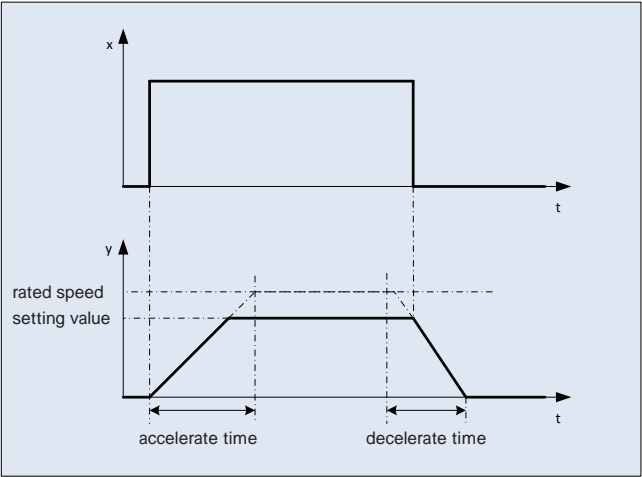 x
t
y
rated speed
setting value
t
accelerate time
decelerate time